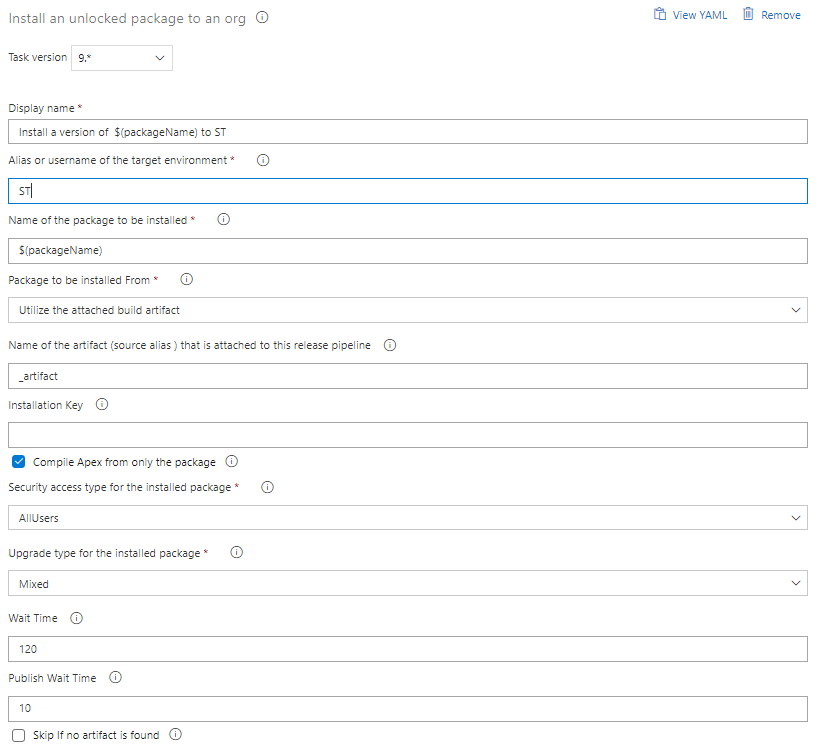 Install an unlocked package to an org
View YAML
Remove
Task version 9.*
Display name *
Install a version of $(packageName) to ST
Alias or username of the target environment *
ST
Name of the package to be installed *
$(packageName)
Package to be installed From *
Utilize the attached build artifact
Name of the artifact (source alias ) that is attached to this release pipeline
_artifact
Installation Key
Compile Apex from only the package
Security access type for the installed package *
AllUsers
Upgrade type for the installed package *
Mixed
Wait Time
120
Publish Wait Time
10
Skip If no artifact is found